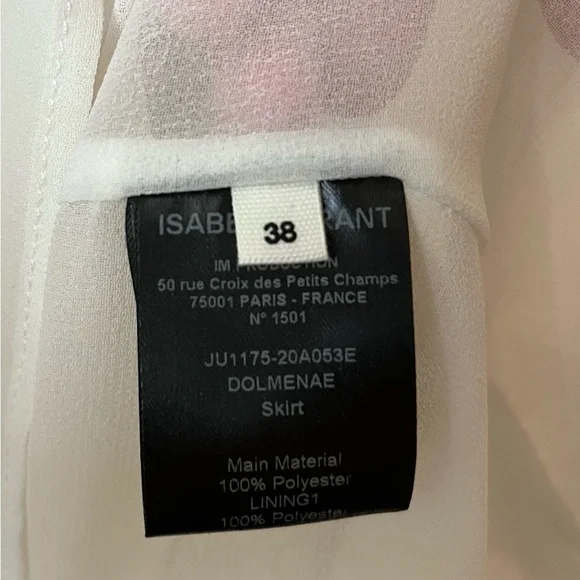 ISABE RANT
38
IM PRODUCTION
50 rue Croix des Petits Champs
75001 PARIS - FRANCE
N° 1501
JU1175-20A053E
DOLMENAE
Skirt
Main Material
100% Polyester
LINING1
100% Polyester